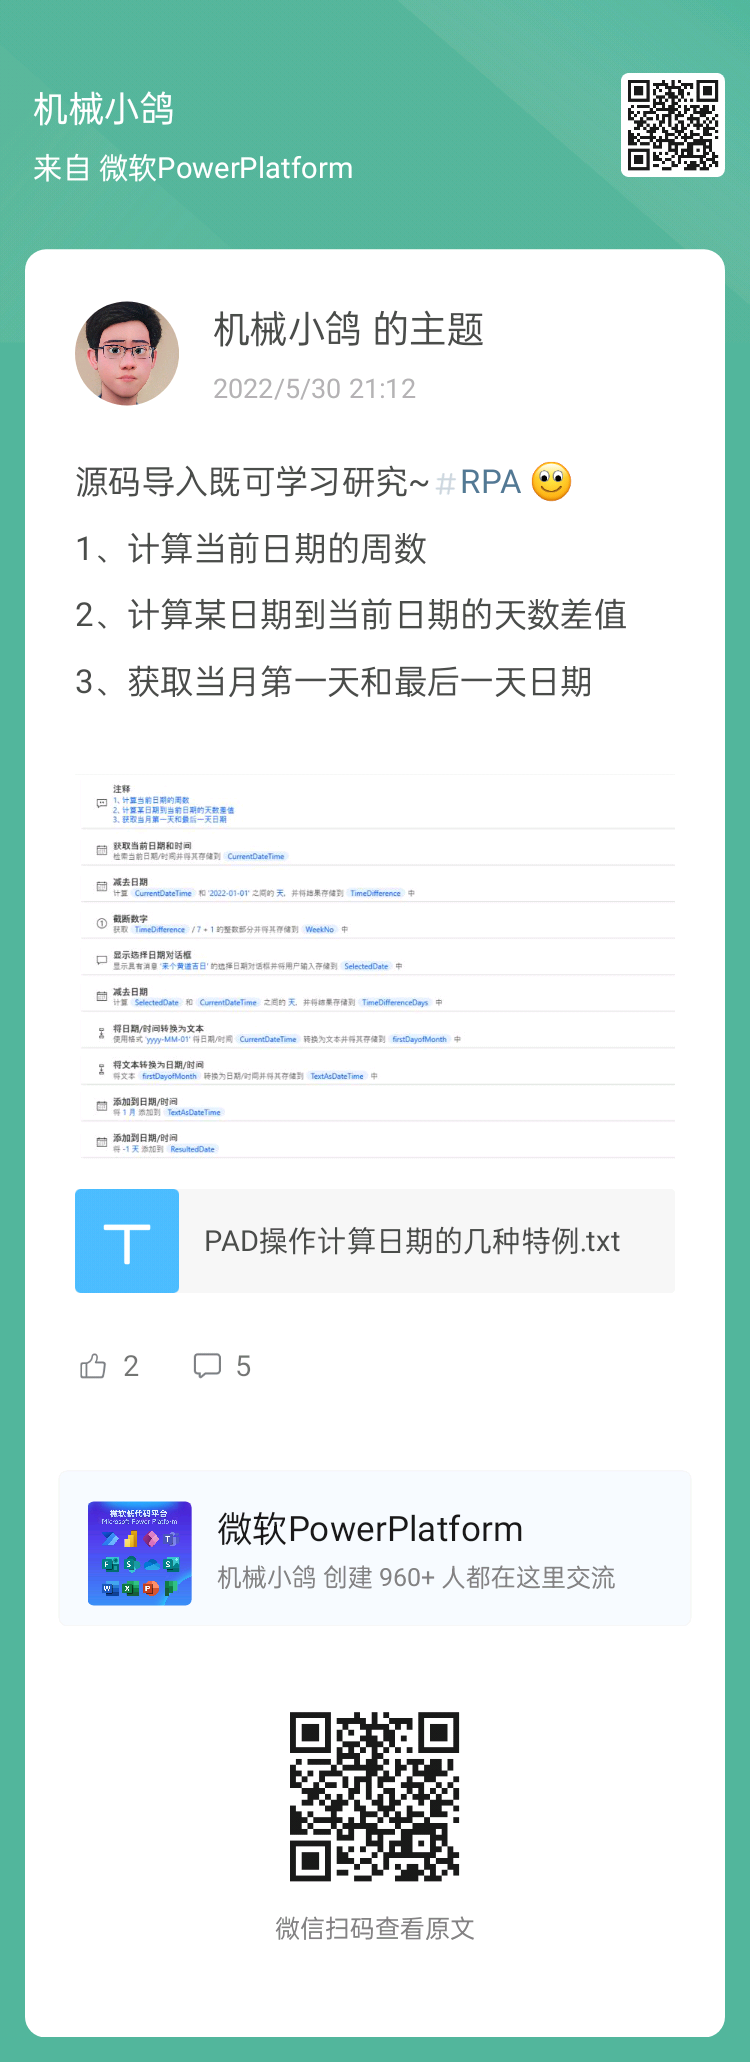 机械小鸽
来自 微软PowerPlatform
机械小鸽 的主题
2022/5/30 21:12
源码导入既可学习研究~ #RPA
1、计算当前日期的周数
2、计算某日期到当前日期的天数差值
3、获取当月第一天和最后一天日期
注释
1、计算当前日期的周数
2、计算某日期到当前日期的天数差值
3、获取当月第一天和最后一天日期
获取当前日期和时间
检索当前日期/时间并将其存储到 CurrentDateTime
减去日期
计算 CurrentDateTime 和 '2022-01-01' 之间的 天，并将结果存储到 TimeDifference 中
截断数字
获取 TimeDifference / 7 + 1 的整数部分并将其存储到 WeekNo 中
显示选择日期对话框
显示具有消息 '来个黄道吉日' 的选择日期对话框并将用户输入存储到 SelectedDate 中
减去日期
计算 SelectedDate 和 CurrentDateTime 之间的 天，并将结果存储到 TimeDifferenceDays 中
将日期/时间转换为文本
使用格式 'yyyy-MM-01' 将日期/时间 CurrentDateTime 转换为文本并将其存储到 firstDayofMonth 中
将文本转换为日期/时间
将文本 firstDayofMonth 转换为日期/时间并将其存储到 TextAsDateTime 中
添加到日期/时间
将 1 月 添加到 TextAsDateTime
添加到日期/时间
将 -1 天 添加到 ResultedDate
PAD操作计算日期的几种特例.txt
2 5
微软低代码平台
Microsoft Power Platform
微软PowerPlatform
机械小鸽 创建 960+ 人都在这里交流
微信扫码查看原文